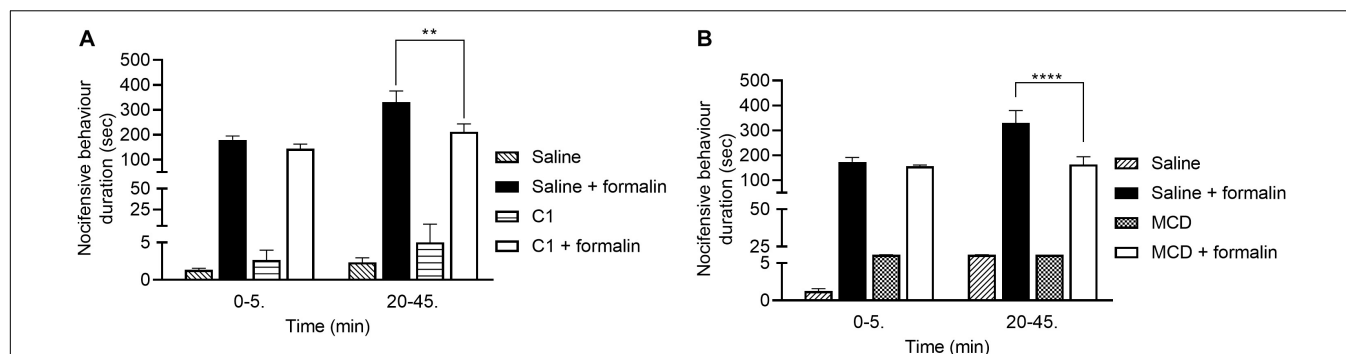 A
**
Nocifensive behaviour
duration (sec)
500
400
300
200
100
50
25
5
0
0-5.
20-45.
Time (min)
Saline
Saline + formalin
C1
C1 + formalin
B
****
Nocifensive behaviour
duration (sec)
500
400
300
200
100
50
25
5
0
0-5.
20-45.
Time (min)
Saline
Saline + formalin
MCD
MCD + formalin